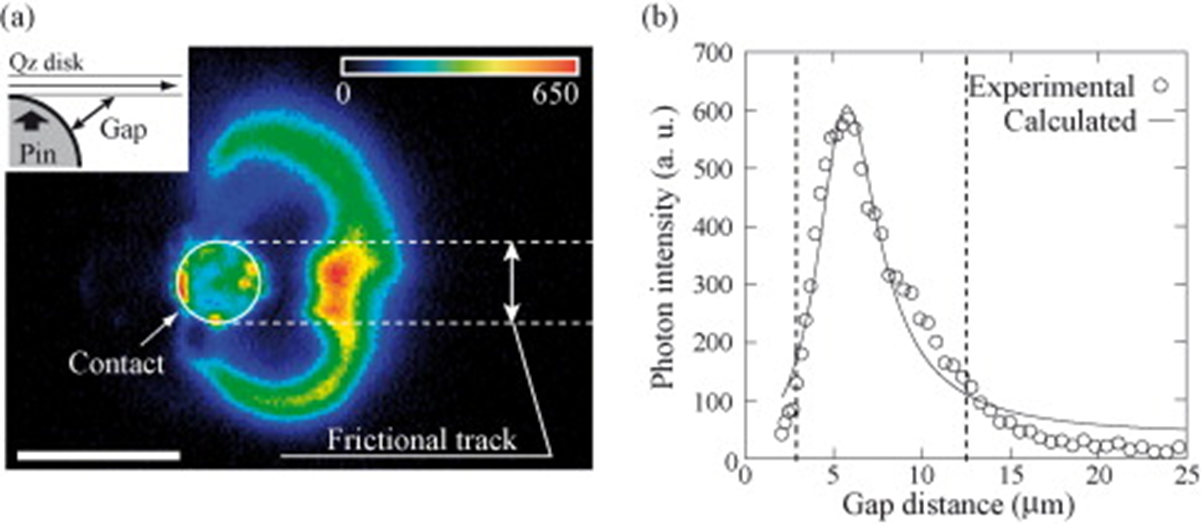 (a)
Qz disk
Gap
Pin
0 650
Contact
Frictional track
(b)
700
600
500
400
300
200
100
0
Photon intensity (a. u.)
Experimental
Calculated
0 5 10 15 20 25
Gap distance (μm)